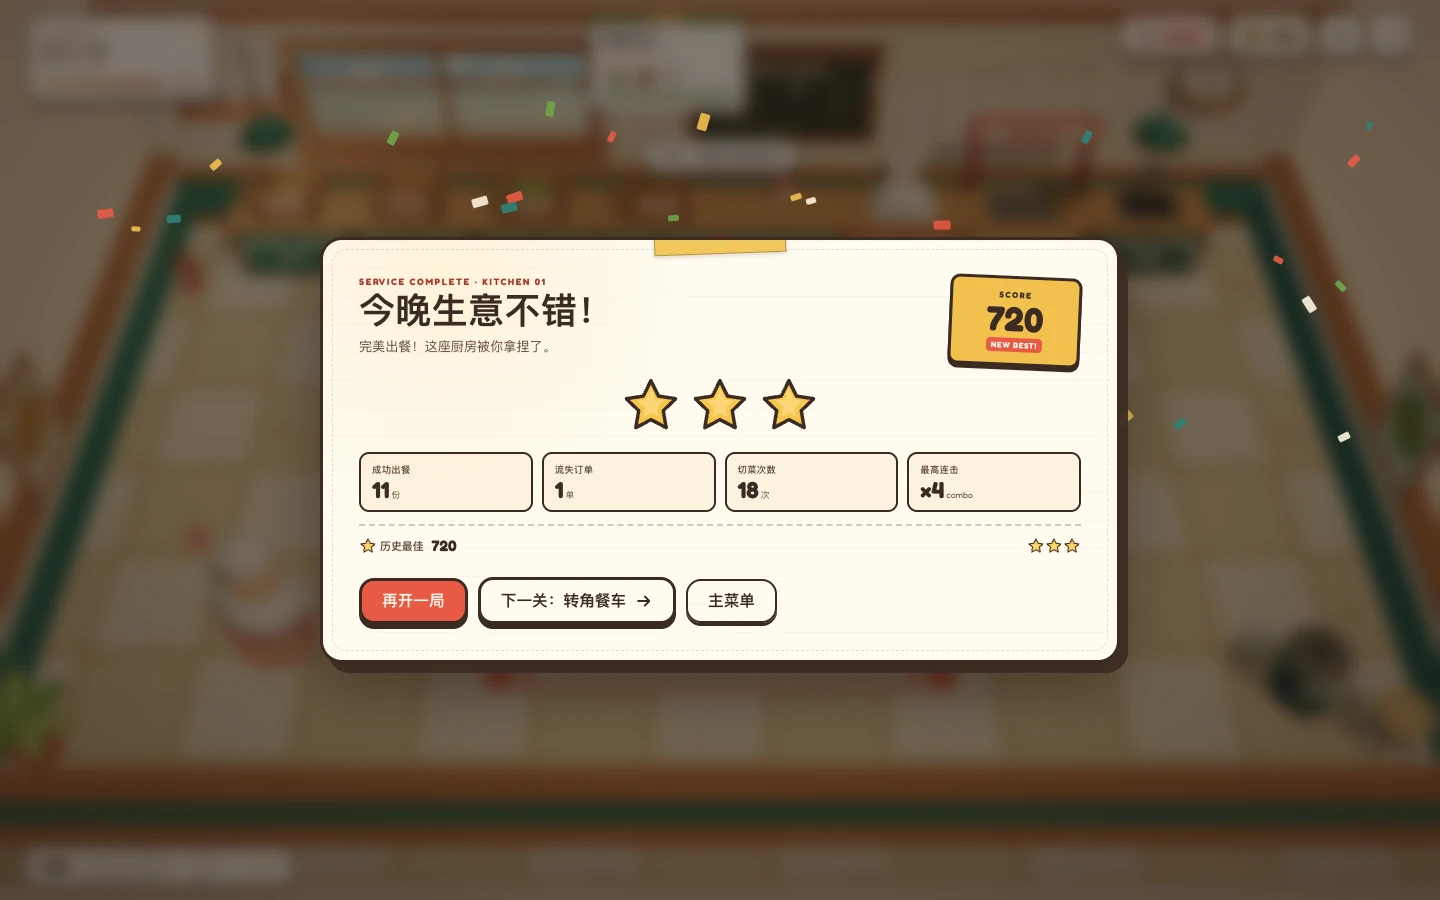 SERVICE COMPLETE · KITCHEN 01
今晚生意不错！
完美出餐！这座厨房被你拿捏了。
SCORE
720
NEW BEST!
成功出餐
11份
流失订单
1单
切菜次数
18次
最高连击
×4 combo
历史最佳 720
再开一局
下一关：转角餐车 →
主菜单